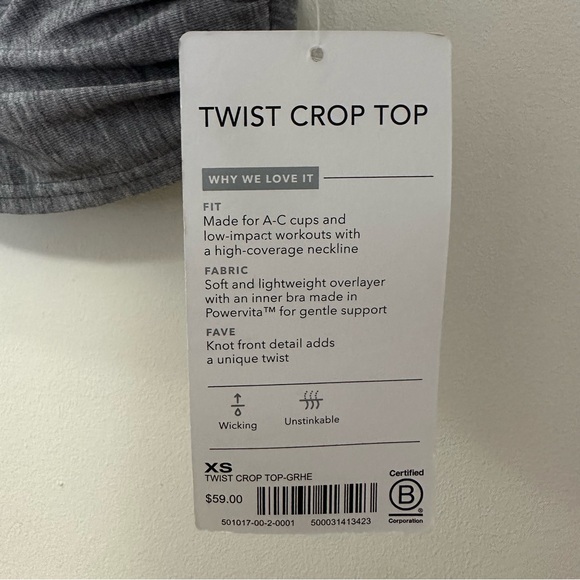 TWIST CROP TOP
WHY WE LOVE IT
FIT
Made for A-C cups and
low-impact workouts with
a high-coverage neckline
FABRIC
Soft and lightweight overlayer
with an inner bra made in
Powervita™ for gentle support
FAVE
Knot front detail adds
a unique twist
Wicking
Unstinkable
XS
TWIST CROP TOP-GRHE
$59.00
501017-00-2-0001 500031413423
Certified
B
Corporation